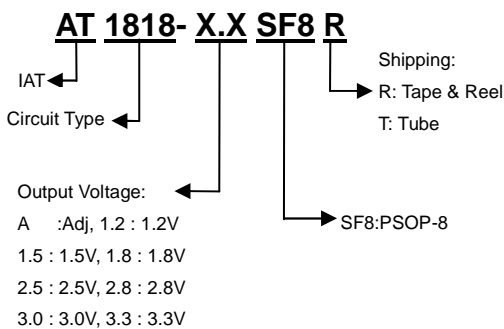 AT 1818- X.X SF8 R
Shipping:
IAT
R: Tape & Reel
Circuit Type
T: Tube
Output Voltage:
A :Adj, 1.2 : 1.2V
SF8:PSOP-8
1.5 : 1.5V, 1.8 : 1.8V
2.5 : 2.5V, 2.8 : 2.8V
3.0 : 3.0V, 3.3 : 3.3V